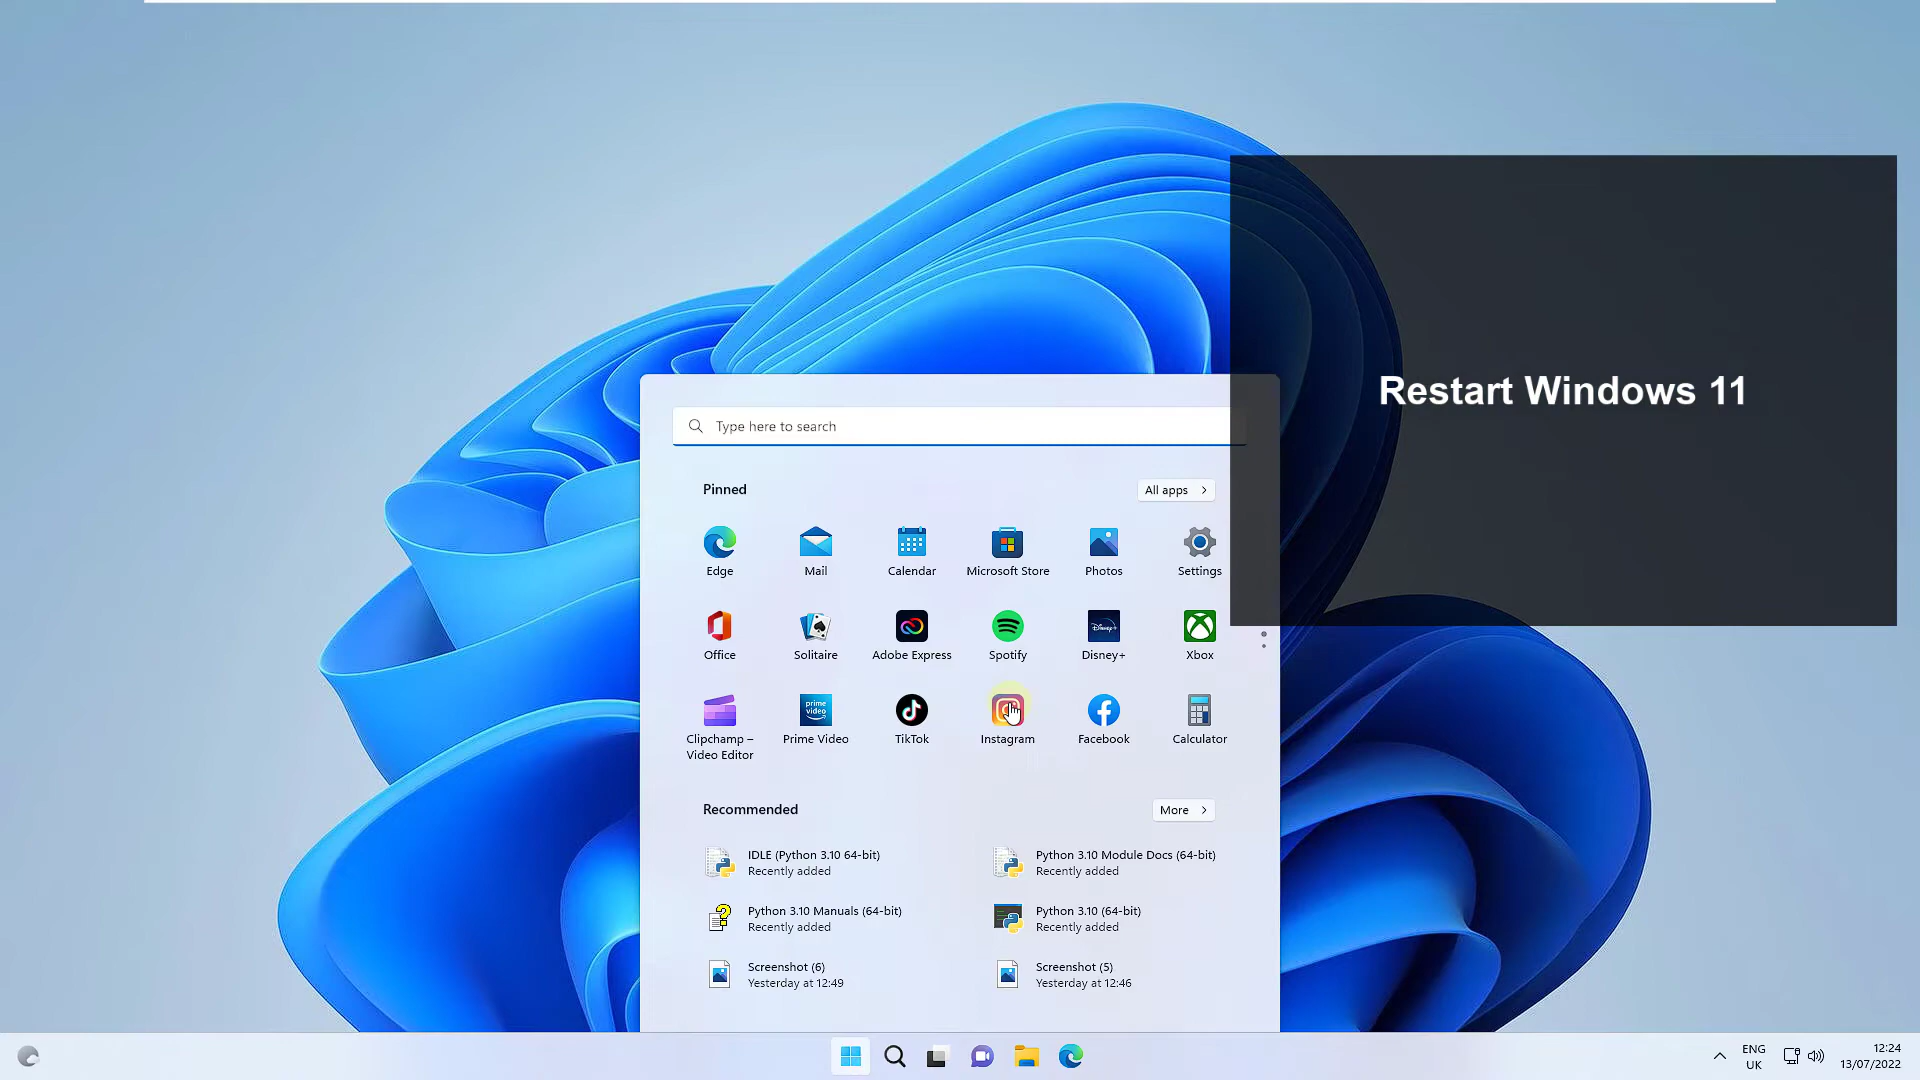 Restart Windows 11
Type here to search
Pinned
All apps
Edge
Mail
Calendar
Microsoft Store
Photos
Settings
Office
Solitaire
Adobe Express
Spotify
Disney+
Disney+
Xbox
prime
video
Clipchamp –
Video Editor
Prime Video
TikTok
Instagram
Facebook
Calculator
Recommended
More
IDLE (Python 3.10 64-bit)
Recently added
Python 3.10 Module Docs (64-bit)
Recently added
Python 3.10 Manuals (64-bit)
Recently added
Python 3.10 (64-bit)
Recently added
Screenshot (6)
Yesterday at 12:49
Screenshot (5)
Yesterday at 12:46
ENG
UK
12:24
13/07/2022